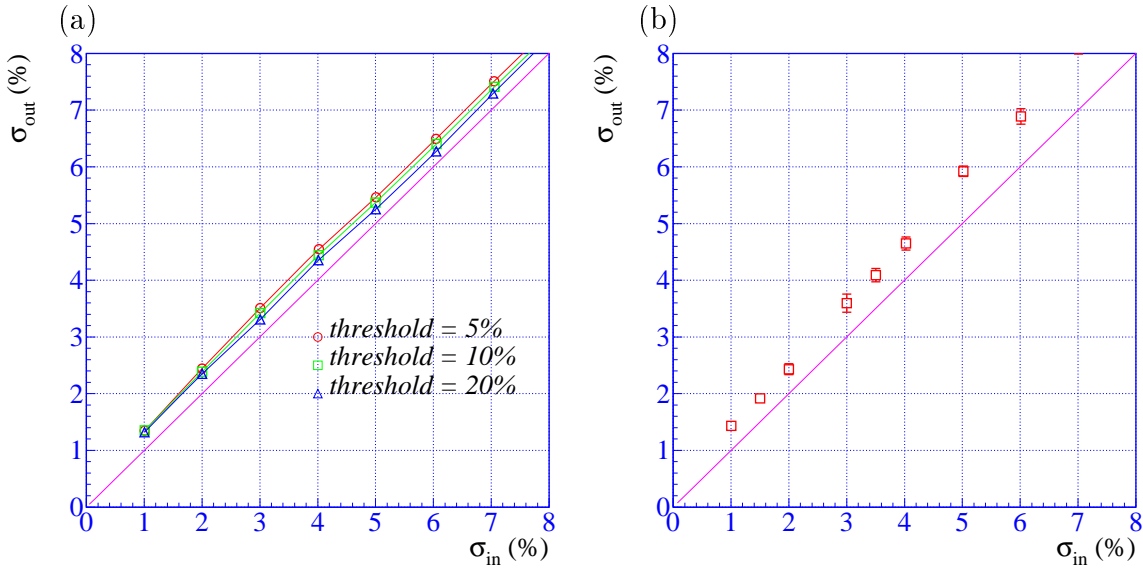 (a)
σout (%)
8
7
6
5
4
3
2
1
0
threshold = 5%
threshold = 10%
threshold = 20%
0 1 2 3 4 5 6 7 8
σin (%)
(b)
σout (%)
8
7
6
5
4
3
2
1
0
0 1 2 3 4 5 6 7 8
σin (%)